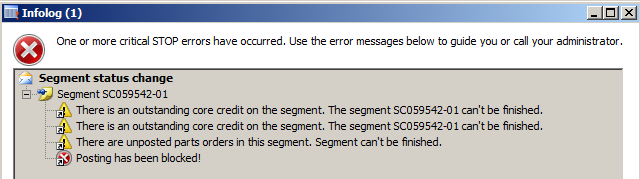 Infolog (1)
One or more critical STOP errors have occurred. Use the error messages below to guide you or call your administrator.
Segment status change
Segment SC059542-01
There is an outstanding core credit on the segment. The segment SC059542-01 can't be finished.
There is an outstanding core credit on the segment. The segment SC059542-01 can't be finished.
There are unposted parts orders in this segment. Segment can't be finished.
Posting has been blocked!